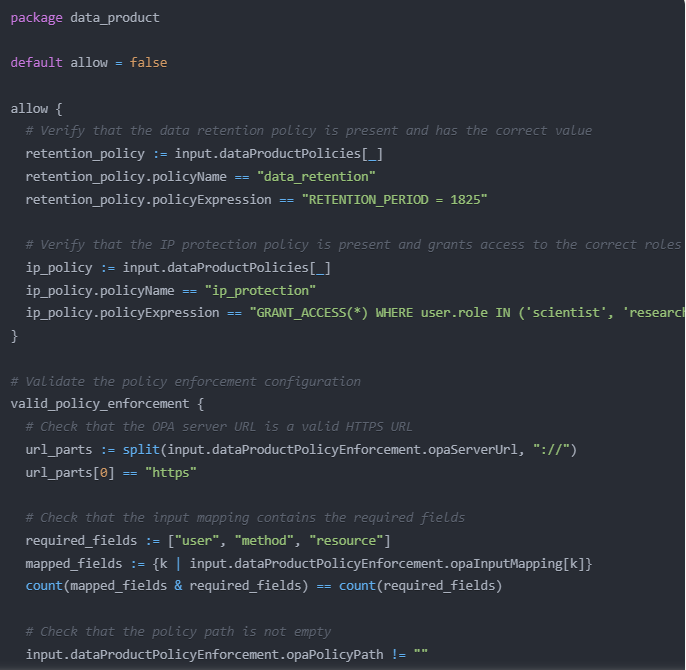 package data_product
default allow = false
allow {
# Verify that the data retention policy is present and has the correct value
retention_policy := input.dataProductPolicies[_]
retention_policy.policyName == "data_retention"
retention_policy.policyExpression == "RETENTION_PERIOD = 1825"
# Verify that the IP protection policy is present and grants access to the correct roles
ip_policy := input.dataProductPolicies[_]
ip_policy.policyName == "ip_protection"
ip_policy.policyExpression == "GRANT_ACCESS(*) WHERE user.role IN ('scientist', 'research
}
# Validate the policy enforcement configuration
valid_policy_enforcement {
# Check that the OPA server URL is a valid HTTPS URL
url_parts := split(input.dataProductPolicyEnforcement.opaServerUrl, "://")
url_parts[0] == "https"
# Check that the input mapping contains the required fields
required_fields := ["user", "method", "resource"]
mapped_fields := {k | input.dataProductPolicyEnforcement.opaInputMapping[k]}
count(mapped_fields & required_fields) == count(required_fields)
# Check that the policy path is not empty
input.dataProductPolicyEnforcement.opaPolicyPath != ""